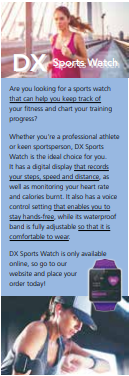 DX Sports Watch
Are you looking for a sports watch
that can help you keep track of
your fitness and chart your training
progress?
Whether you're a professional athlete
or keen sportsperson, DX Sports
Watch is the ideal choice for you.
It has a digital display that records
your steps, speed and distance, as
well as monitoring your heart rate
and calories burnt. It also has a voice
control setting that enables you to
stay hands-free, while its waterproof
band is fully adjustable so that it is
comfortable to wear.
DX Sports Watch is only available
online, so go to our
website and place your
order today!